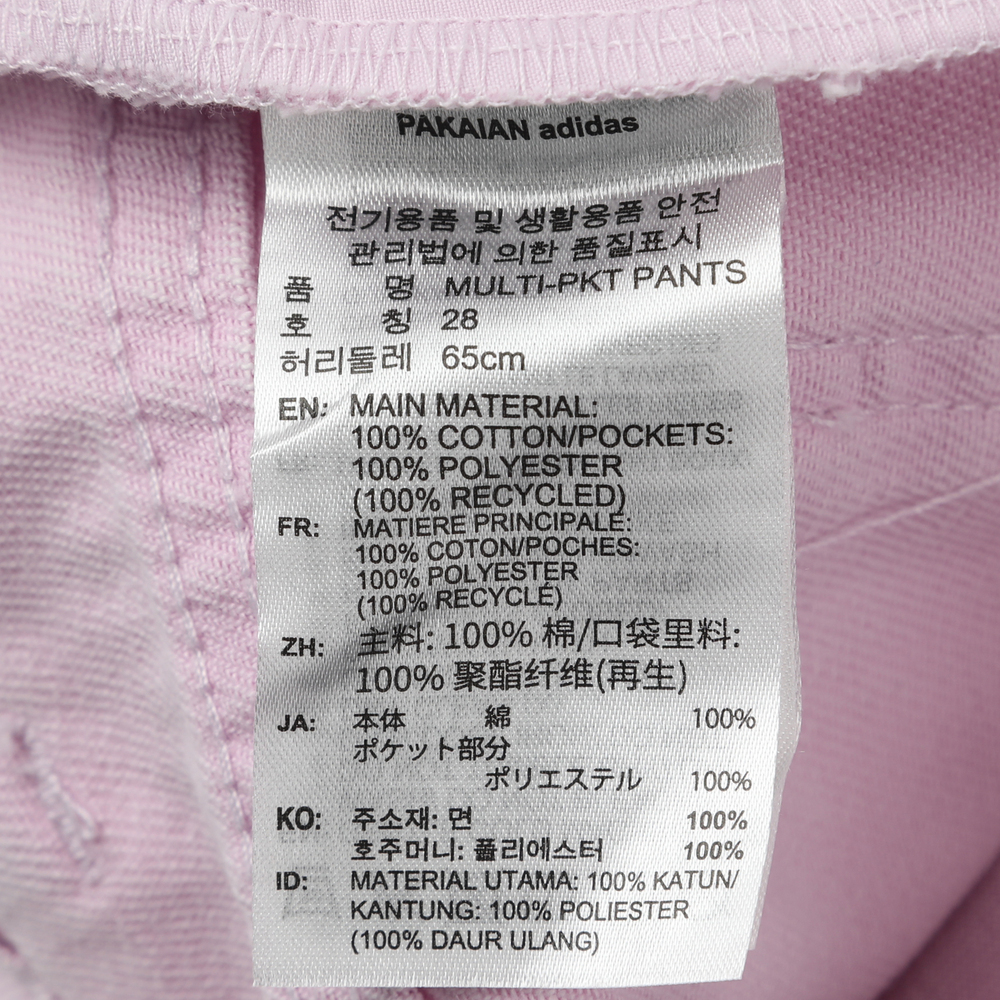 PAKAIAN adidas
전기용품 및 생활용품 안전
관리법에 의한 품질표시
품 명 MULTI-PKT PANTS
호 칭 28
허리둘레 65cm
EN: MAIN MATERIAL:
100% COTTON/POCKETS:
100% POLYESTER
(100% RECYCLED)
FR: MATIERE PRINCIPALE:
100% COTON/POCHES:
100% POLYESTER
(100% RECYCLÉ)
ZH: 主料: 100% 棉/口袋里料:
100% 聚酯纤维(再生)
JA: 本体 綿 100%
ポケット部分
ポリエステル 100%
KO: 주소재: 면 100%
호주머니: 폴리에스터 100%
ID: MATERIAL UTAMA: 100% KATUN/
KANTUNG: 100% POLIESTER
(100% DAUR ULANG)